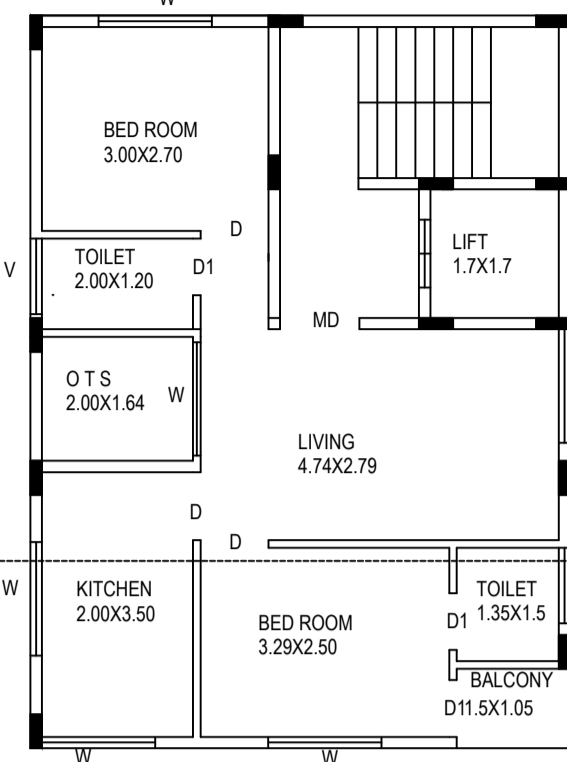 W
BED ROOM
3.00X2.70
D
TOILET
2.00X1.20
D1
V
LIFT
1.7X1.7
MD
O T S
2.00X1.64
W
LIVING
4.74X2.79
D
D
W
KITCHEN
2.00X3.50
BED ROOM
3.29X2.50
TOILET
1.35X1.5
D1
BALCONY
D11.5X1.05
W
W